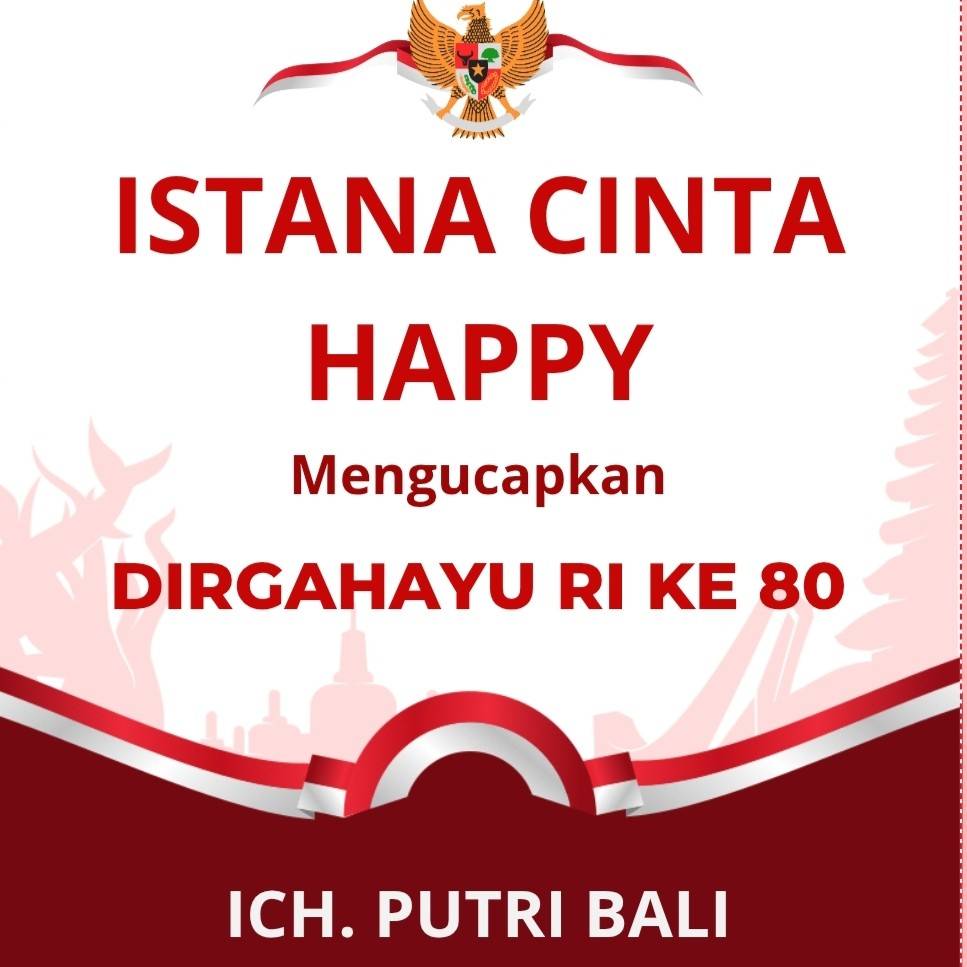 ISTANA CINTA
HAPPY
Mengucapkan
DIRGAHAYU RI KE 80
ICH. PUTRI BALI